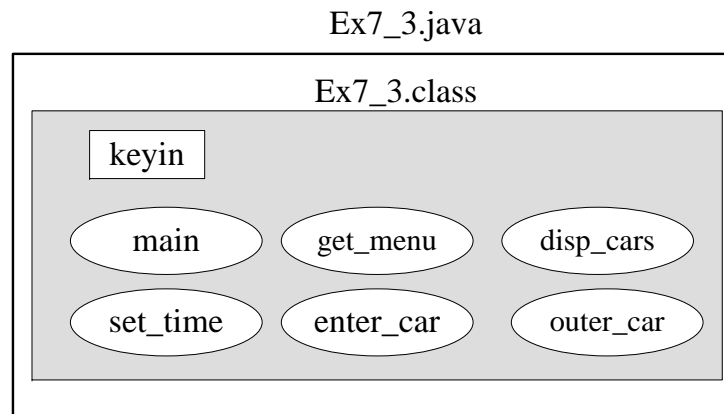 Ex7_3.java
Ex7_3.class
keyin
main get_menu disp_cars
set_time enter_car outer_car